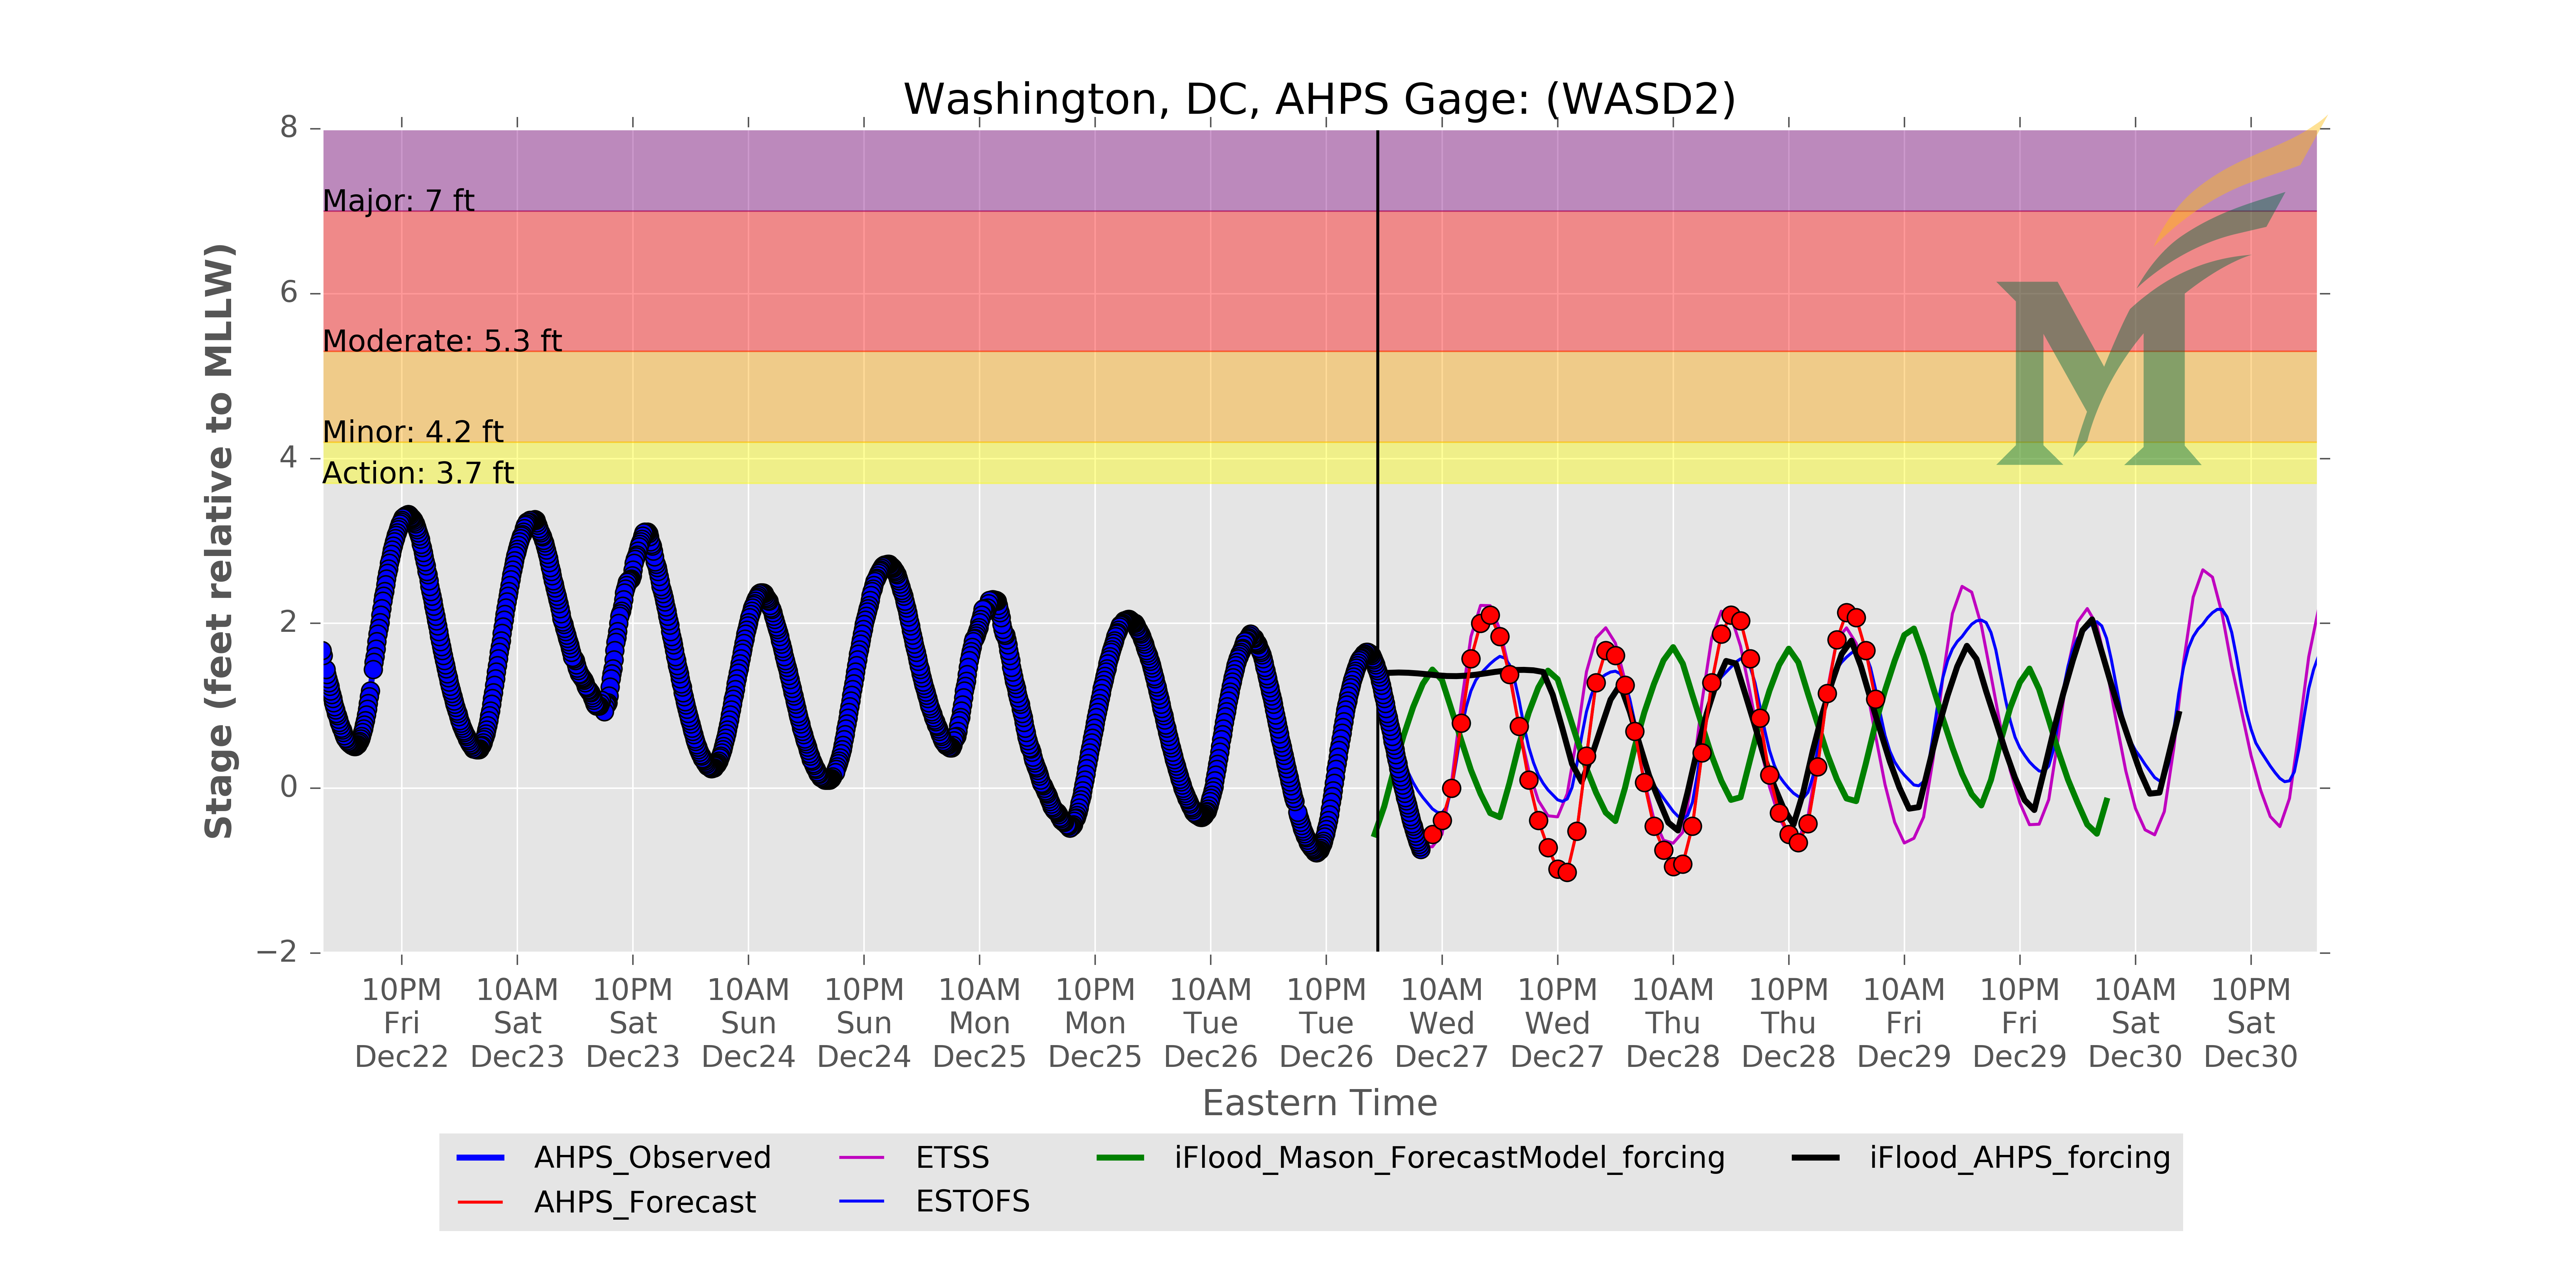 Washington, DC, AHPS Gage: (WASD2)
8
Major: 7 ft
6
Moderate: 5.3 ft
Minor: 4.2 ft
4
Action: 3.7 ft
2
0
−2
Stage (feet relative to MLLW)
10PM 10AM 10PM 10AM 10PM 10AM 10PM 10AM 10PM 10AM 10PM 10AM 10PM 10AM 10PM 10AM 10PM
Fri Sat Sat Sun Sun Mon Mon Tue Tue Wed Wed Thu Thu Fri Fri Sat Sat
Dec22 Dec23 Dec23 Dec24 Dec24 Dec25 Dec25 Dec26 Dec26 Dec27 Dec27 Dec28 Dec28 Dec29 Dec29 Dec30 Dec30
Eastern Time
AHPS_Observed ETSS iFlood_Mason_ForecastModel_forcing iFlood_AHPS_forcing
AHPS_Forecast ESTOFS
M